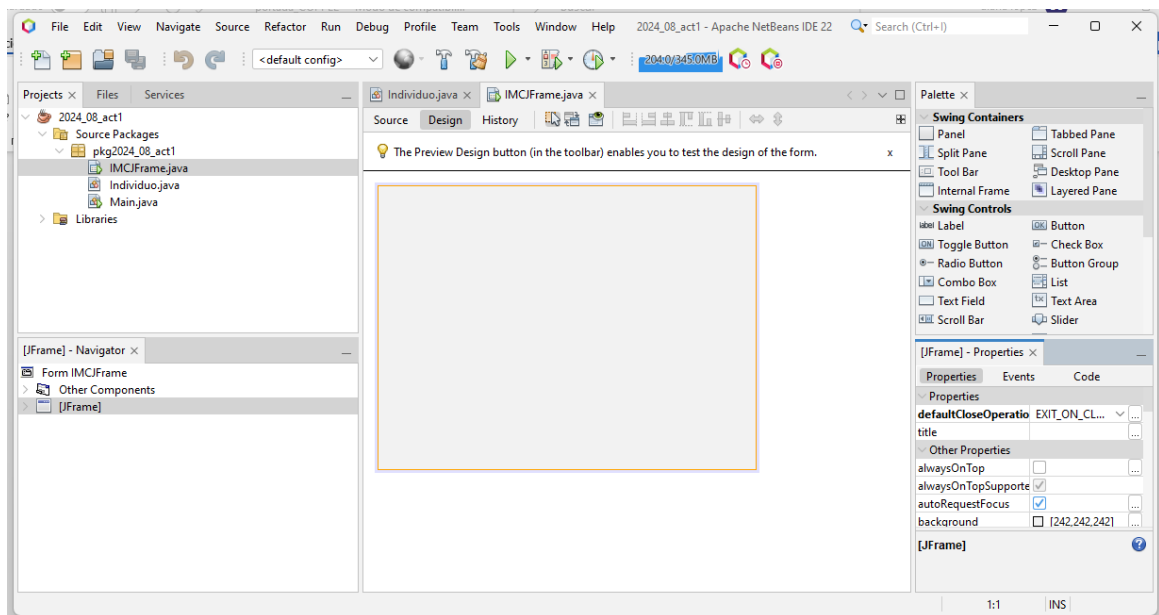 File Edit View Navigate Source Refactor Run Debug Profile Team Tools Window Help 2024_08_act1 - Apache NetBeans IDE 22 Search (Ctrl+I)
<default config> 204.0/345.0MB
Projects Files Services
2024_08_act1
Source Packages
pkg2024_08_act1
IMCJFrame.java
Individuo.java
Main.java
Libraries
[JFrame] - Navigator
Form IMCJFrame
Other Components
[JFrame]
Individuo.java IMCJFrame.java
Source Design History
The Preview Design button (in the toolbar) enables you to test the design of the form. x
Palette
Swing Containers
Panel Tabbed Pane
Split Pane Scroll Pane
Tool Bar Desktop Pane
Internal Frame Layered Pane
Swing Controls
label Label OK Button
ON Toggle Button Check Box
Radio Button Button Group
Combo Box List
Text Field Text Area
Scroll Bar Slider
[JFrame] - Properties
Properties Events Code
Properties
defaultCloseOperatio EXIT_ON_CL... ...
title ...
Other Properties
alwaysOnTop ...
alwaysOnTopSupporte
autoRequestFocus ...
background [242,242,242] ...
[JFrame]
1:1 INS